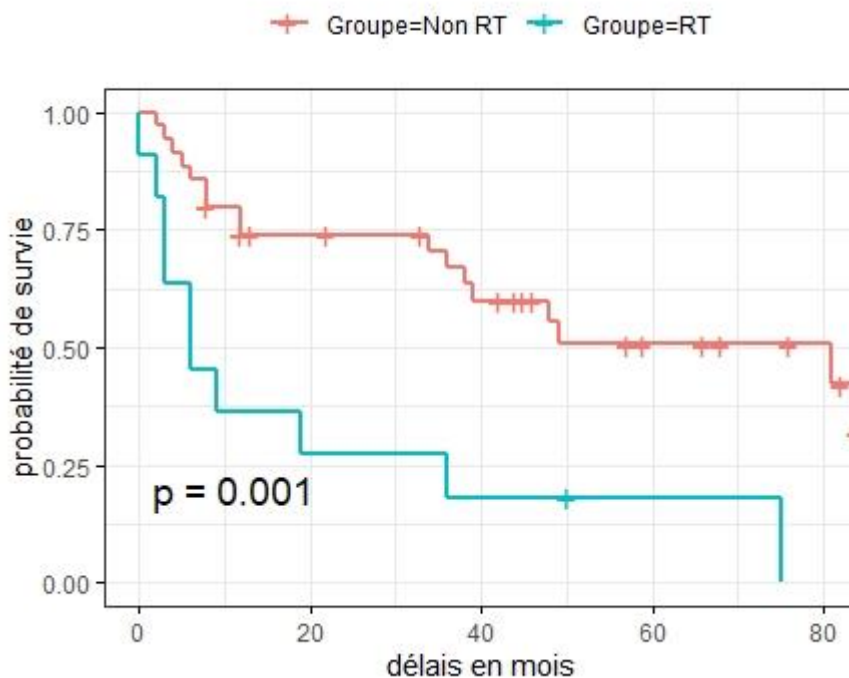 Groupe=Non RT Groupe=RT
probabilité de survie
1.00
0.75
0.50
0.25
0.00
p = 0.001
0 20 40 60 80
délais en mois